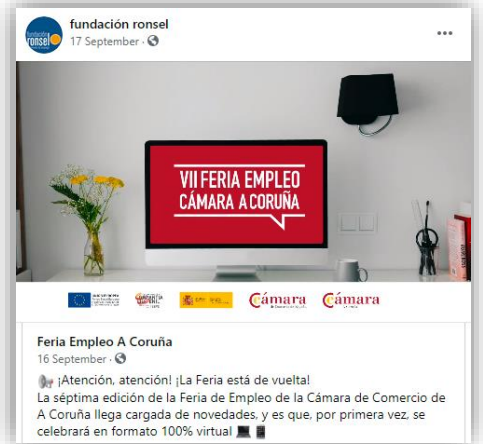 fundación ronsel
17 September
fundación
ronsel
VII FERIA EMPLEO
CÁMARA A CORUÑA
Cámara
Cámara
Feria Empleo A Coruña
16 September
¡Atención, atención! ¡La Feria está de vuelta!
La séptima edición de la Feria de Empleo de la Cámara de Comercio de
A Coruña llega cargada de novedades, y es que, por primera vez, se
celebrará en formato 100% virtual